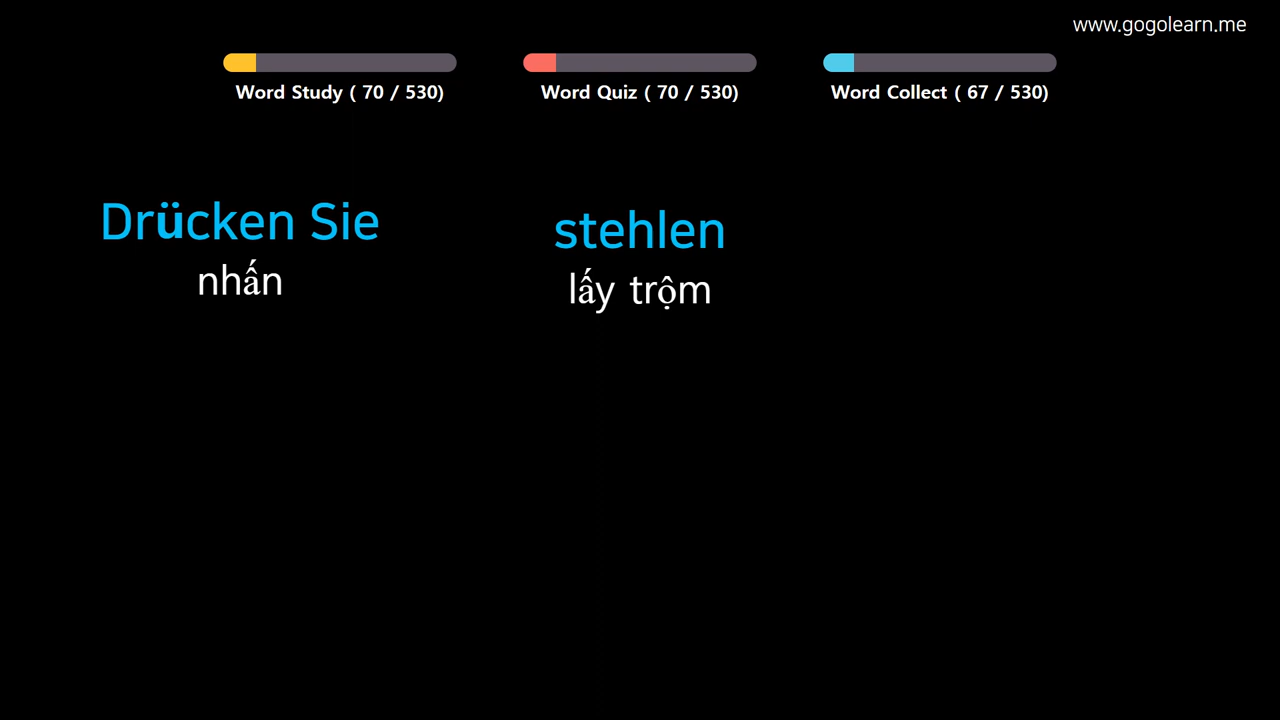 www.gogolearn.me
Word Study ( 70 / 530)
Word Quiz ( 70 / 530)
Word Collect ( 67 / 530)
Drücken Sie
nhấn
stehlen
lấy trộm